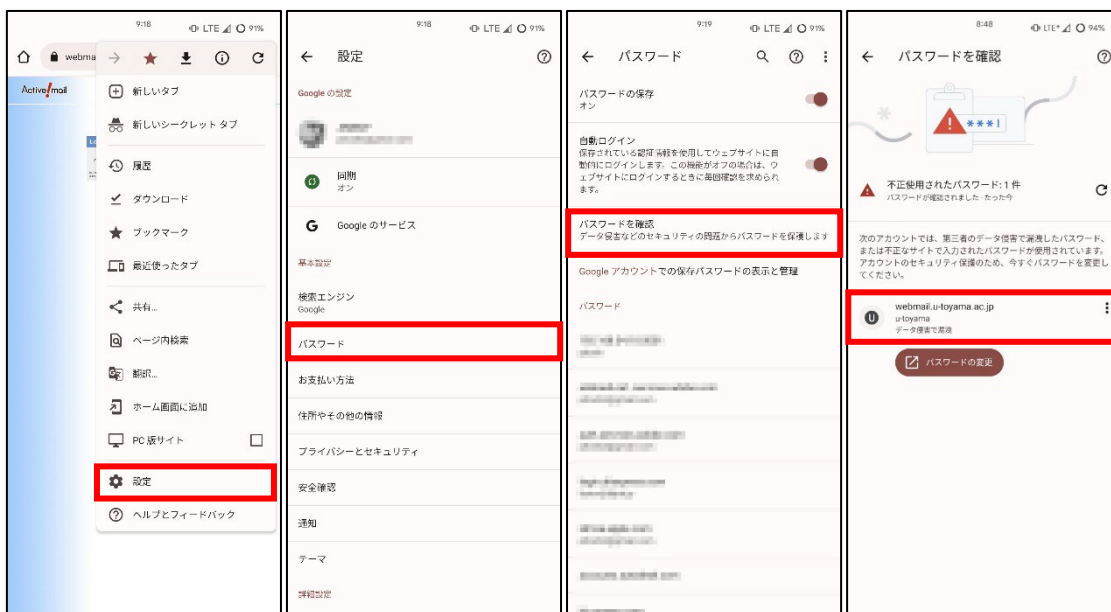 9:18
LTE 91%
webma
Active! mail
新しいタブ
新しいシークレット タブ
履歴
ダウンロード
ブックマーク
最近使ったタブ
共有...
ページ内検索
翻訳...
ホーム画面に追加
PC 版サイト
設定
ヘルプとフィードバック
9:18
LTE 91%
設定
Google の設定
同期
オン
G Google のサービス
基本設定
検索エンジン
Google
パスワード
お支払い方法
住所やその他の情報
プライバシーとセキュリティ
安全確認
通知
テーマ
詳細設定
9:19
LTE 91%
パスワード
パスワードの保存
オン
自動ログイン
保存されている認証情報を使用してウェブサイトに自
動的にログインします。この機能がオフの場合は、ウ
ェブサイトにログインするときに毎回確認を求められ
ます。
パスワードを確認
データ侵害などのセキュリティの問題からパスワードを保護します
Google アカウントでの保存パスワードの表示と管理
パスワード
8:48
LTE+ 94%
パスワードを確認
***
不正使用されたパスワード: 1 件
パスワードが確認されました・たった今
次のアカウントでは、第三者のデータ侵害で漏洩したパスワード、
または不正なサイトで入力されたパスワードが使用されています。
アカウントのセキュリティ保護のため、今すぐパスワードを変更し
てください。
U
webmail.u-toyama.ac.jp
u-toyama
データ侵害で漏洩
パスワードの変更